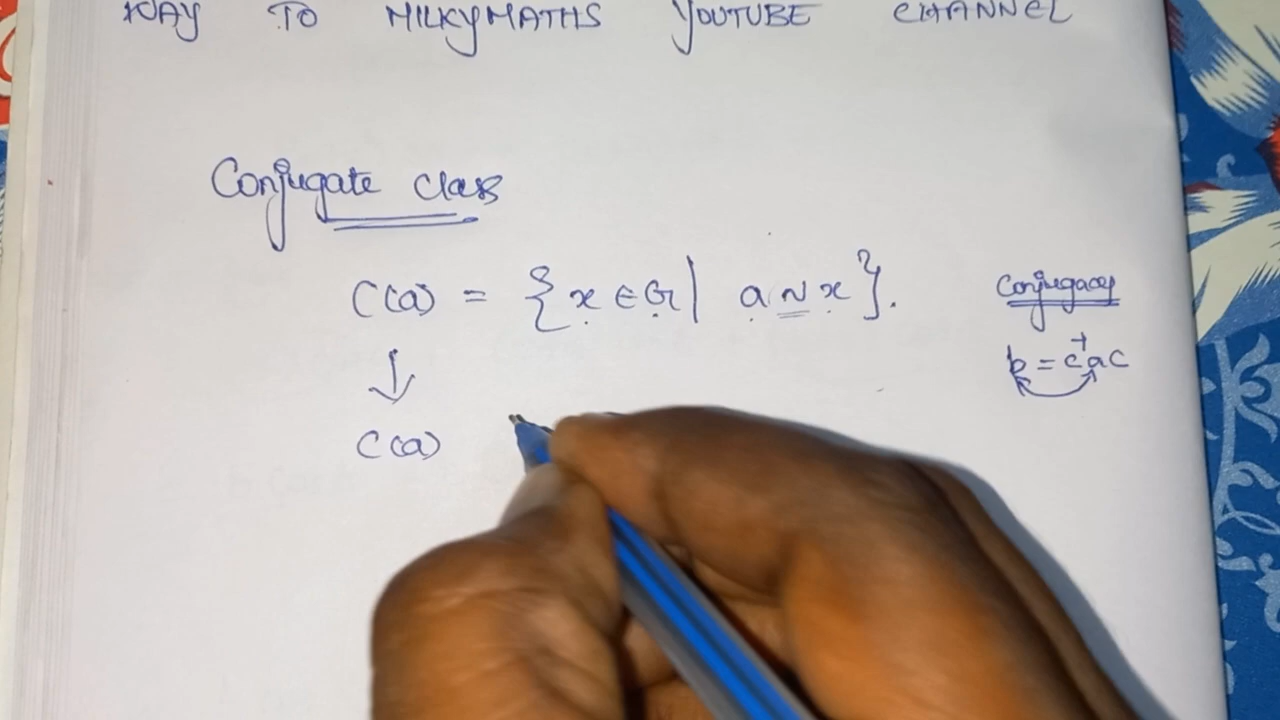 WAY TO MILKYMATHS YOUTUBE CHANNEL
Conjugate class
C(a) = {x ∈ G | a ~ x}.
↓
C(a)
Conjugacy
b = c⁻¹ac